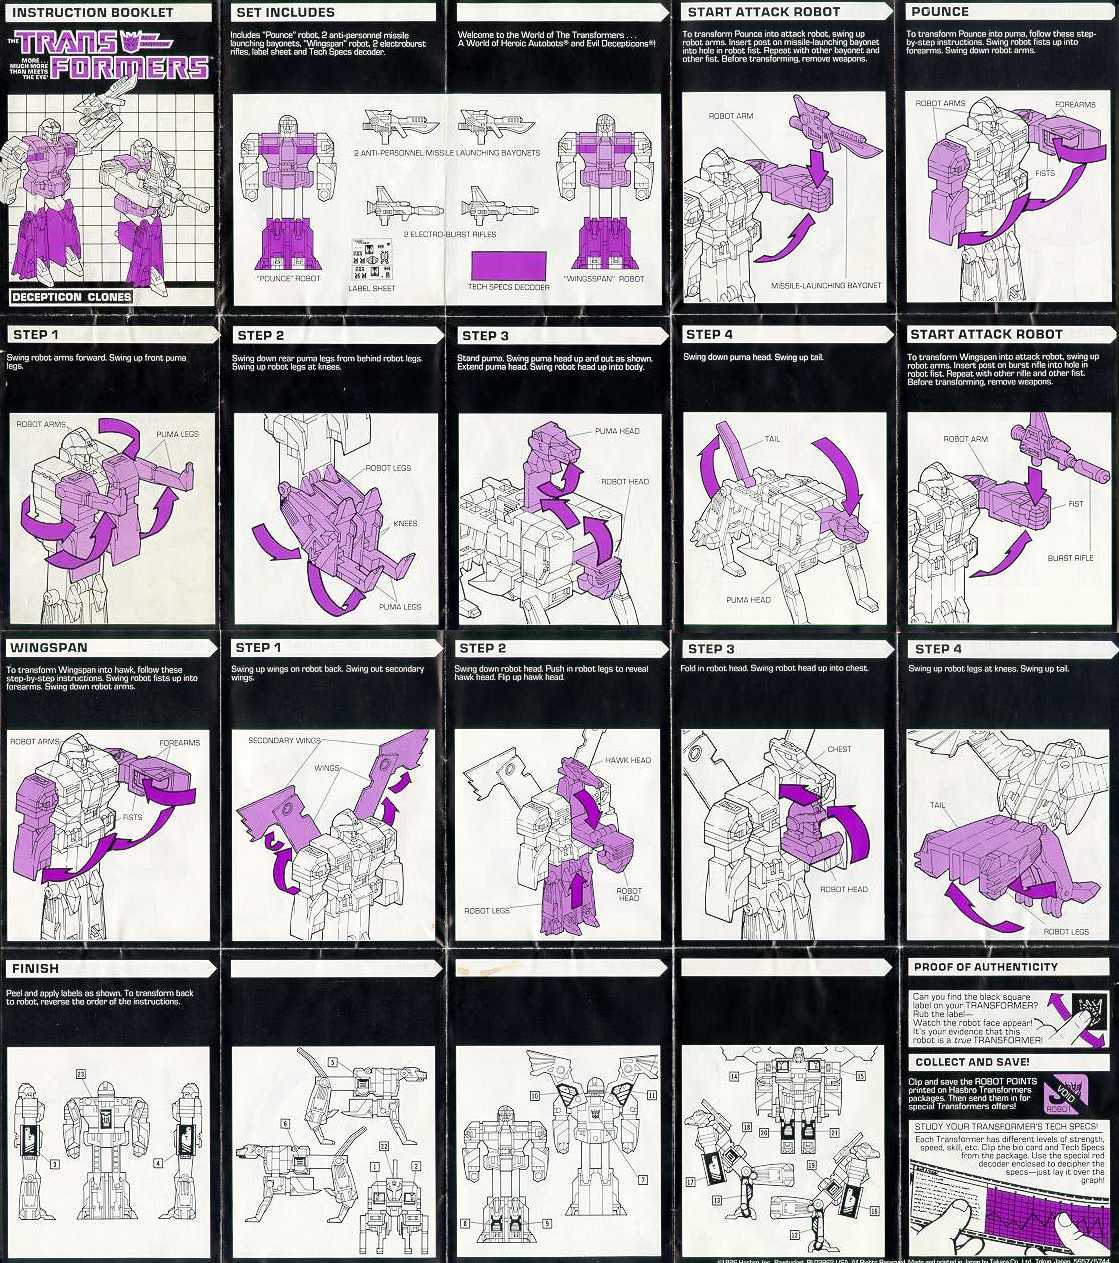 INSTRUCTION BOOKLET
THE TRANSFORMERS
MORE...
MUCH MORE
THAN MEETS
THE EYE
DECEPTICON CLONES
SET INCLUDES
Includes "Pounce" robot, 2 anti-personnel missile
launching bayonets, "Wingspan" robot, 2 electroburst
rifles, label sheet and Tech Specs decoder.
Welcome to the World of The Transformers . . .
A World of Heroic Autobots® and Evil Decepticons®!
2 ANTI-PERSONNEL MISSILE LAUNCHING BAYONETS
2 ELECTRO-BURST RIFLES
"POUNCE" ROBOT
LABEL SHEET
TECH SPECS DECODER
"WINGSSPAN" ROBOT
START ATTACK ROBOT
To transform Pounce into attack robot, swing up
robot arms. Insert post on missile-launching bayonet
into hole in robot fist. Repeat with other bayonet and
other fist. Before transforming, remove weapons.
ROBOT ARM
MISSILE-LAUNCHING BAYONET
POUNCE
To transform Pounce into puma, follow these step-
by-step instructions. Swing robot fists up into
forearms. Swing down robot arms.
ROBOT ARMS
FOREARMS
FISTS
STEP 1
Swing robot arms forward. Swing up front puma
legs.
ROBOT ARMS
PUMA LEGS
STEP 2
Swing down rear puma legs from behind robot legs.
Swing up robot legs at knees.
ROBOT LEGS
KNEES
PUMA LEGS
STEP 3
Stand puma. Swing puma head up and out as shown.
Extend puma head. Swing robot head up into body.
PUMA HEAD
ROBOT HEAD
STEP 4
Swing down puma head. Swing up tail.
TAIL
PUMA HEAD
START ATTACK ROBOT
To transform Wingspan into attack robot, swing up
robot arms. Insert post on burst rifle into hole in
robot fist. Repeat with other rifle and other fist.
Before transforming, remove weapons.
ROBOT ARM
FIST
BURST RIFLE
WINGSPAN
To transform Wingspan into hawk, follow these
step-by-step instructions. Swing robot fists up into
forearms. Swing down robot arms.
ROBOT ARMS
FOREARMS
FISTS
STEP 1
Swing up wings on robot back. Swing out secondary
wings.
SECONDARY WINGS
WINGS
STEP 2
Swing down robot head. Push in robot legs to reveal
hawk head. Flip up hawk head.
HAWK HEAD
ROBOT HEAD
ROBOT LEGS
STEP 3
Fold in robot head. Swing robot head up into chest.
CHEST
ROBOT HEAD
STEP 4
Swing up robot legs at knees. Swing up tail.
TAIL
ROBOT LEGS
FINISH
Peel and apply labels as shown. To transform back
to robot, reverse the order of the instructions.
23
3
4
5
6
22
1
2
10
11
7
8
9
14
15
18
20
21
19
17
13
16
12
PROOF OF AUTHENTICITY
Can you find the black square
label on your TRANSFORMER?
Rub the label—
Watch the robot face appear!
It's your evidence that this
robot is a true TRANSFORMER!
COLLECT AND SAVE!
Clip and save the ROBOT POINTS
printed on Hasbro Transformers
packages. Then send them in for
special Transformers offers!
VOID
ROBOT
STUDY YOUR TRANSFORMER'S TECH SPECS!
Each Transformer has different levels of strength,
speed, skill, etc. Clip the bio card and Tech Specs
from the package. Use the special red
decoder enclosed to decipher the
specs—just lay it over the
graph!